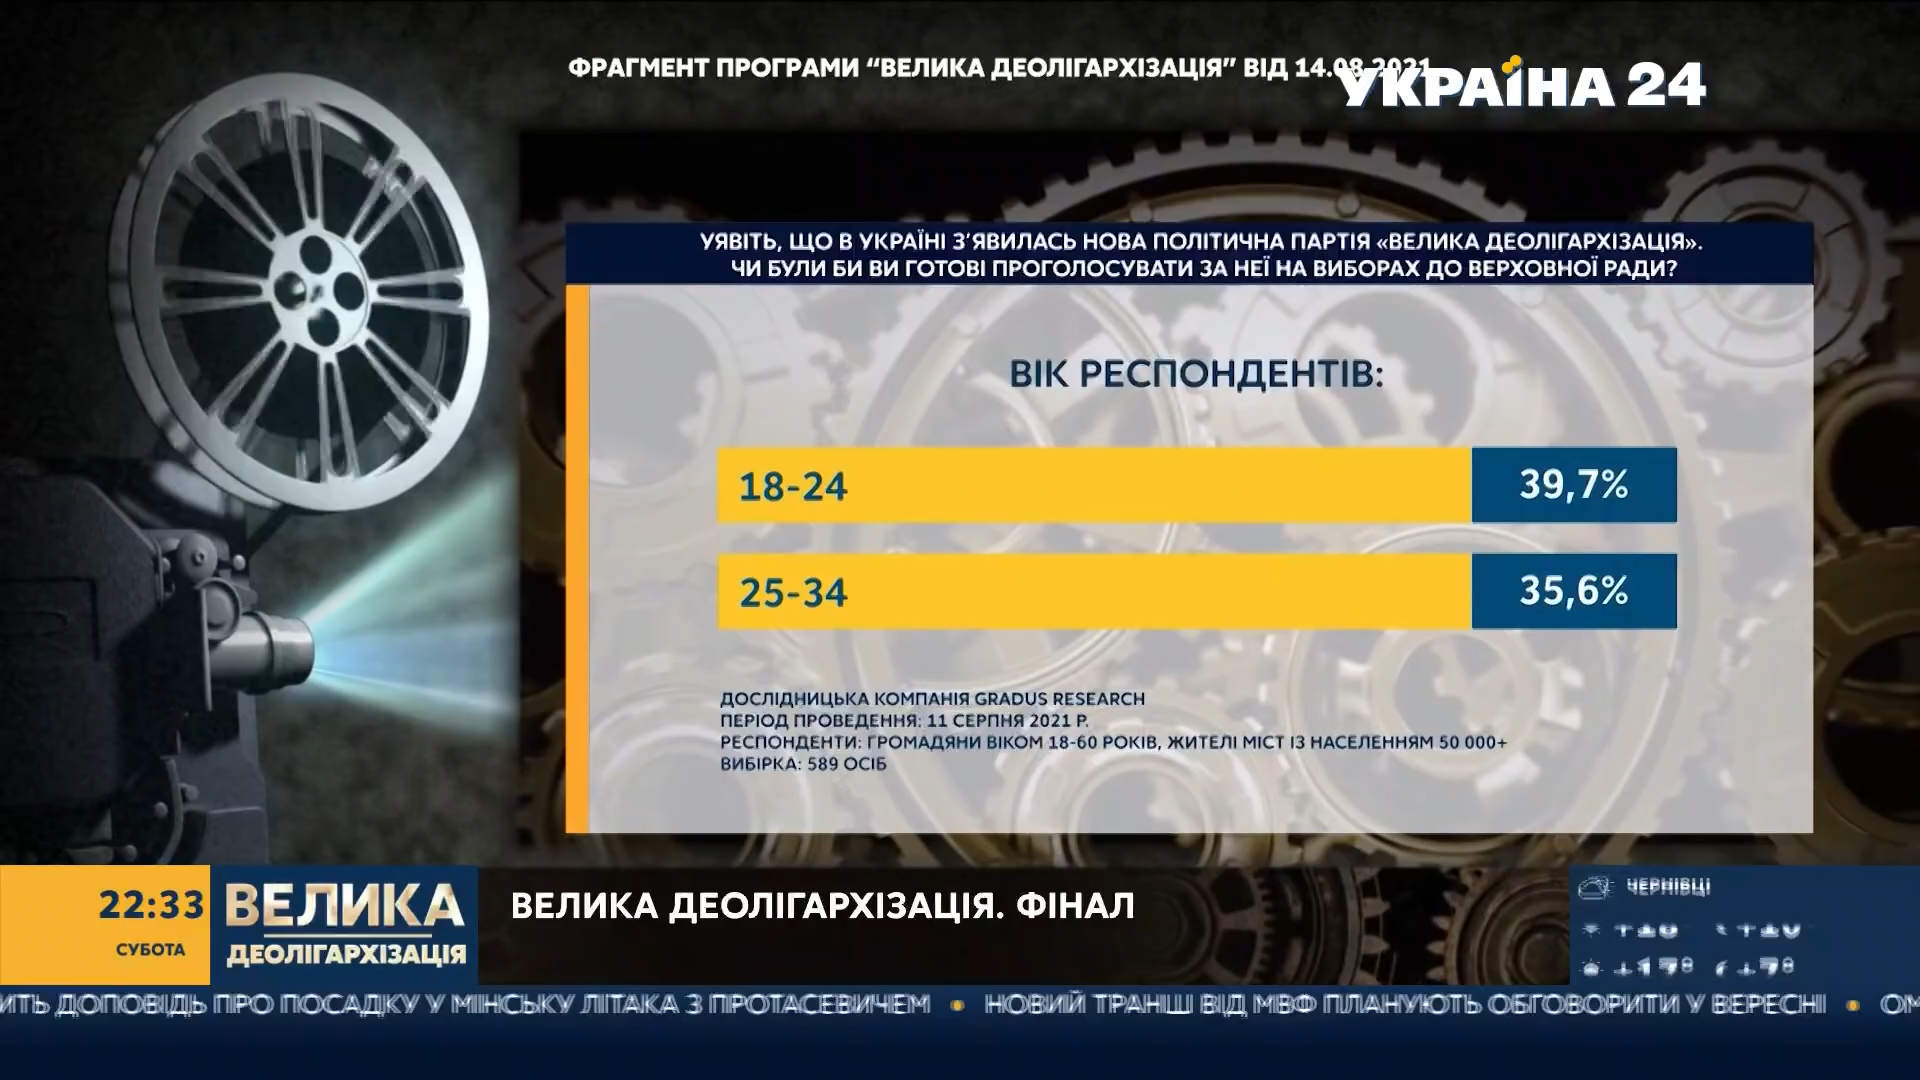 ФРАГМЕНТ ПРОГРАМИ “ВЕЛИКА ДЕОЛІГАРХІЗАЦІЯ” ВІД 14.08.2021
УКРАЇНА 24
УЯВІТЬ, ЩО В УКРАЇНІ З’ЯВИЛАСЬ НОВА ПОЛІТИЧНА ПАРТІЯ «ВЕЛИКА ДЕОЛІГАРХІЗАЦІЯ».
ЧИ БУЛИ БИ ВИ ГОТОВІ ПРОГОЛОСУВАТИ ЗА НЕЇ НА ВИБОРАХ ДО ВЕРХОВНОЇ РАДИ?
ВІК РЕСПОНДЕНТІВ:
18-24 39,7%
25-34 35,6%
ДОСЛІДНИЦЬКА КОМПАНІЯ GRADUS RESEARCH
ПЕРІОД ПРОВЕДЕННЯ: 11 СЕРПНЯ 2021 Р.
РЕСПОНДЕНТИ: ГРОМАДЯНИ ВІКОМ 18-60 РОКІВ, ЖИТЕЛІ МІСТ ІЗ НАСЕЛЕННЯМ 50 000+
ВИБІРКА: 589 ОСІБ
22:33
СУБОТА
ВЕЛИКА
ДЕОЛІГАРХІЗАЦІЯ
ВЕЛИКА ДЕОЛІГАРХІЗАЦІЯ. ФІНАЛ
ЧЕРНІВЦІ
ИТЬ ДОПОВІДЬ ПРО ПОСАДКУ У МІНСЬКУ ЛІТАКА З ПРОТАСЕВИЧЕМ • НОВИЙ ТРАНШ ВІД МВФ ПЛАНУЮТЬ ОБГОВОРИТИ У ВЕРЕСНІ •